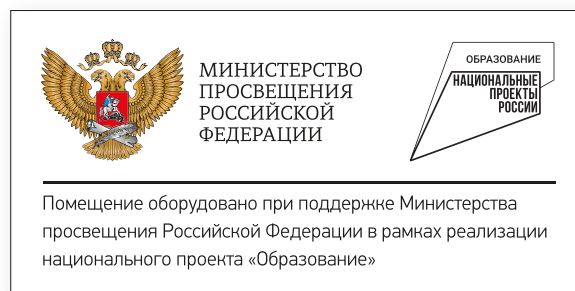 МИНИСТЕРСТВО
ПРОСВЕЩЕНИЯ
РОССИЙСКОЙ
ФЕДЕРАЦИИ
ОБРАЗОВАНИЕ
НАЦИОНАЛЬНЫЕ
ПРОЕКТЫ
РОССИИ
Помещение оборудовано при поддержке Министерства
просвещения Российской Федерации в рамках реализации
национального проекта «Образование»